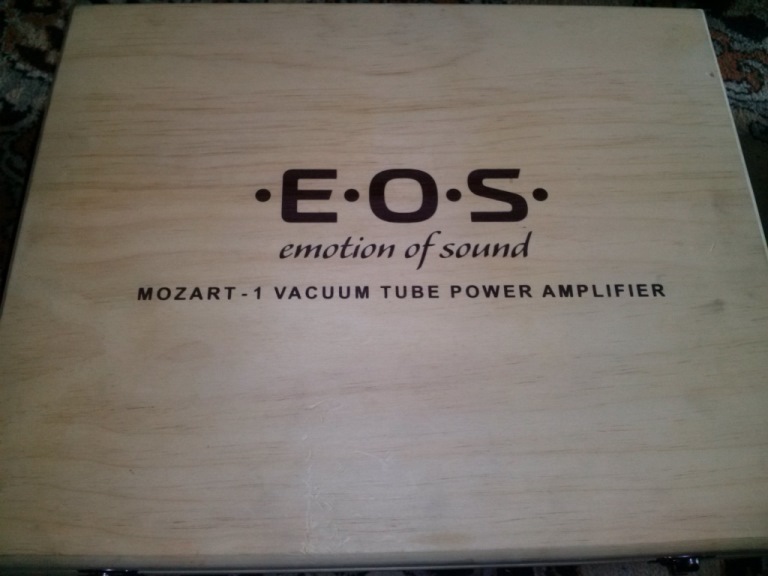 ·E·O·S·
emotion of sound
MOZART-1 VACUUM TUBE POWER AMPLIFIER